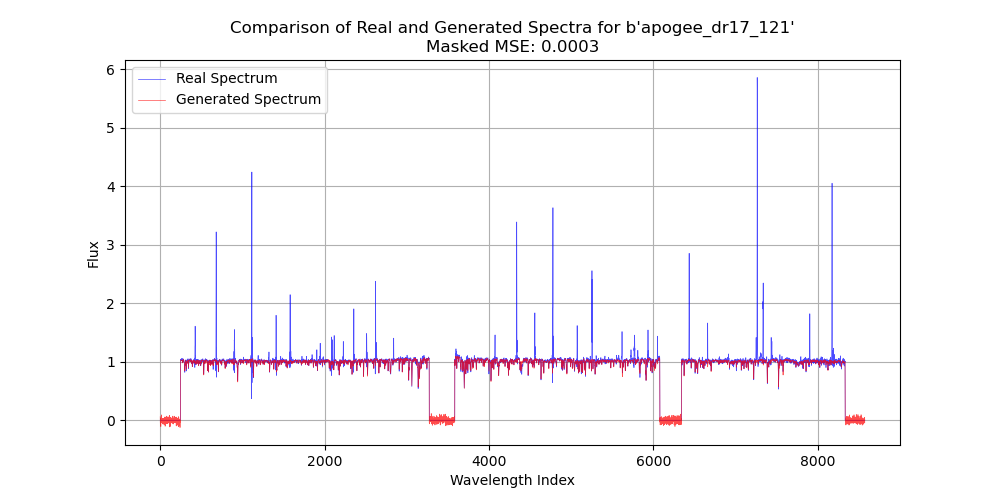 Comparison of Real and Generated Spectra for b'apogee_dr17_121'
Masked MSE: 0.0003
Real Spectrum
Generated Spectrum
6
5
4
3
2
1
0
Flux
0 2000 4000 6000 8000
Wavelength Index